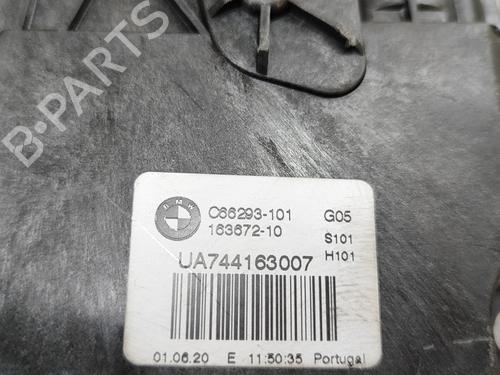 B-PARTS
BMW
C66293-101 G05
163672-10 S101
H101
UA744163007
01.06.20 E 11:50:35 Portugal